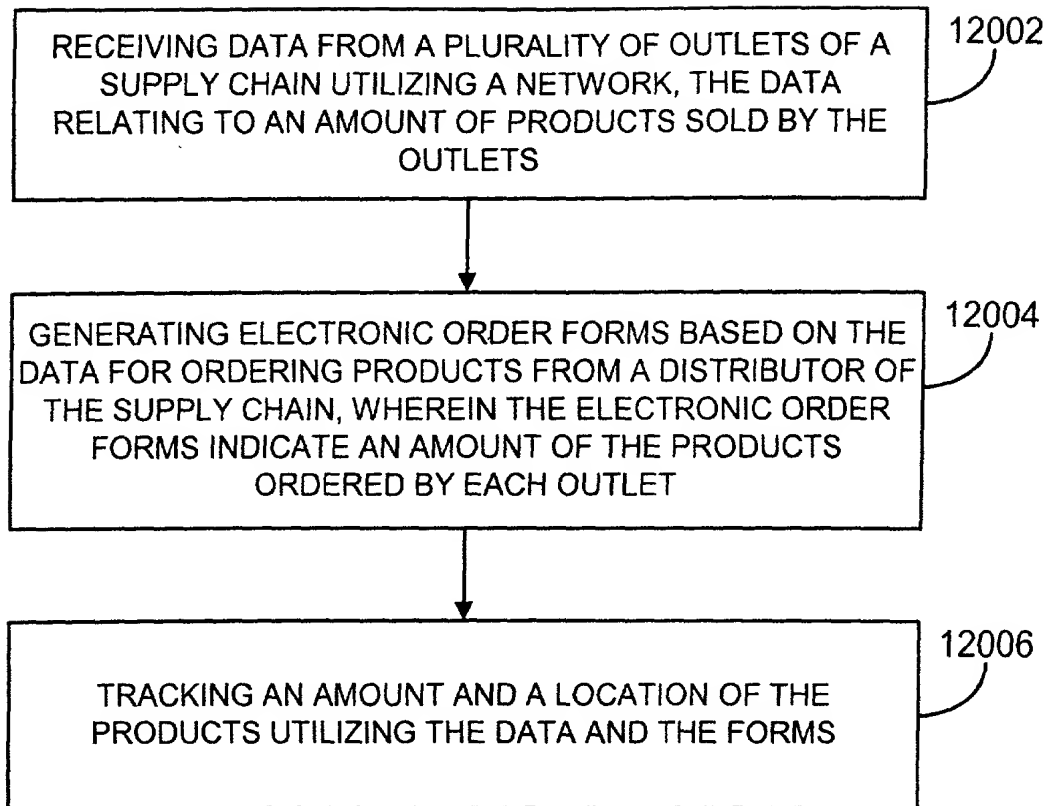 RECEIVING DATA FROM A PLURALITY OF OUTLETS OF A
12002
SUPPLY CHAIN UTILIZING A NETWORK, THE DATA
RELATING TO AN AMOUNT OF PRODUCTS SOLD BY THE
OUTLETS
12004
GENERATING ELECTRONIC ORDER FORMS BASED ON THE
DATA FOR ORDERING PRODUCTS FROM A DISTRIBUTOR OF
THE SUPPLY CHAIN, WHEREIN THE ELECTRONIC ORDER
FORMS INDICATE AN AMOUNT OF THE PRODUCTS
ORDERED BY EACH OUTLET
12006
TRACKING AN AMOUNT AND A LOCATION OF THE
PRODUCTS UTILIZING THE DATA AND THE FORMS